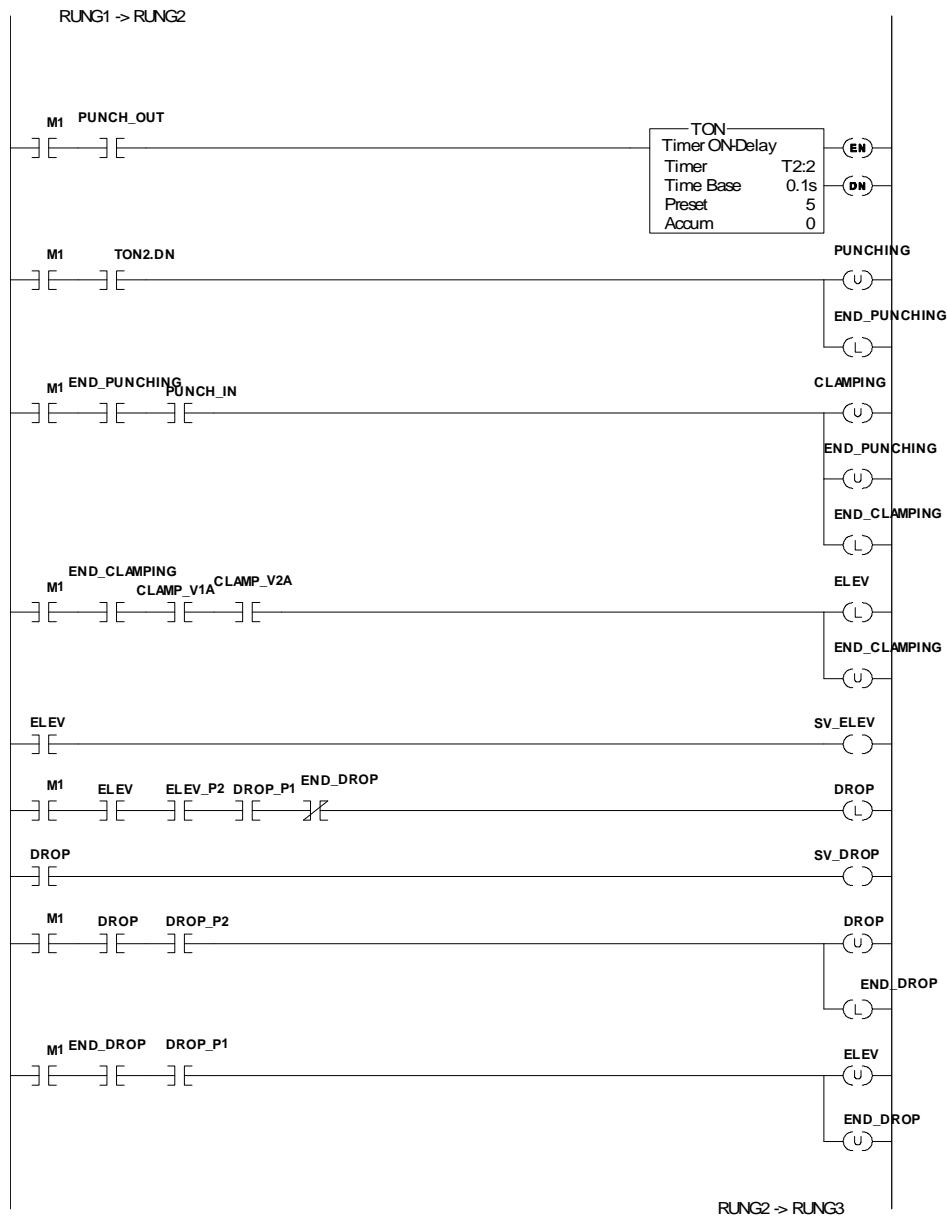 RUNG1 -> RUNG2
M1 PUNCH_OUT
TON
Timer ON-Delay
Timer T2:2
Time Base 0.1s
Preset 5
Accum 0
EN
DN
M1 TON2.DN PUNCHING
U
END_PUNCHING
L
M1 END_PUNCHING PUNCH_IN CLAMPING
U
END_PUNCHING
U
END_CLAMPING
L
M1 END_CLAMPING CLAMP_V1A CLAMP_V2A ELEV
L
END_CLAMPING
U
ELEV SV_ELEV
M1 ELEV ELEV_P2 DROP_P1 END_DROP DROP
L
DROP SV_DROP
M1 DROP DROP_P2 DROP
U
END_DROP
L
M1 END_DROP DROP_P1 ELEV
U
END_DROP
U
RUNG2 -> RUNG3